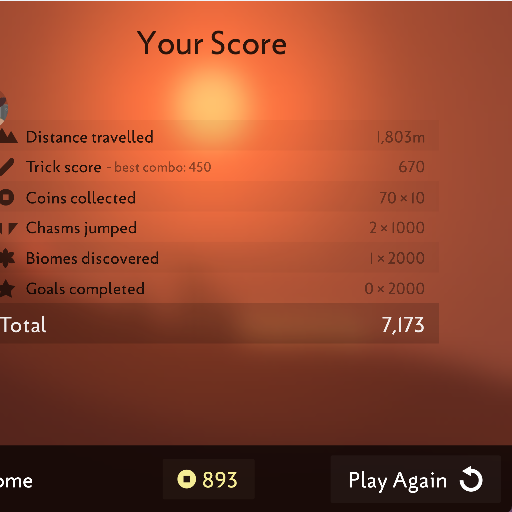 Your Score
Distance travelled 1,803m
Trick score - best combo: 450 670
Coins collected 70 × 10
Chasms jumped 2 × 1000
Biomes discovered 1 × 2000
Goals completed 0 × 2000
Total 7,173
ome 893 Play Again